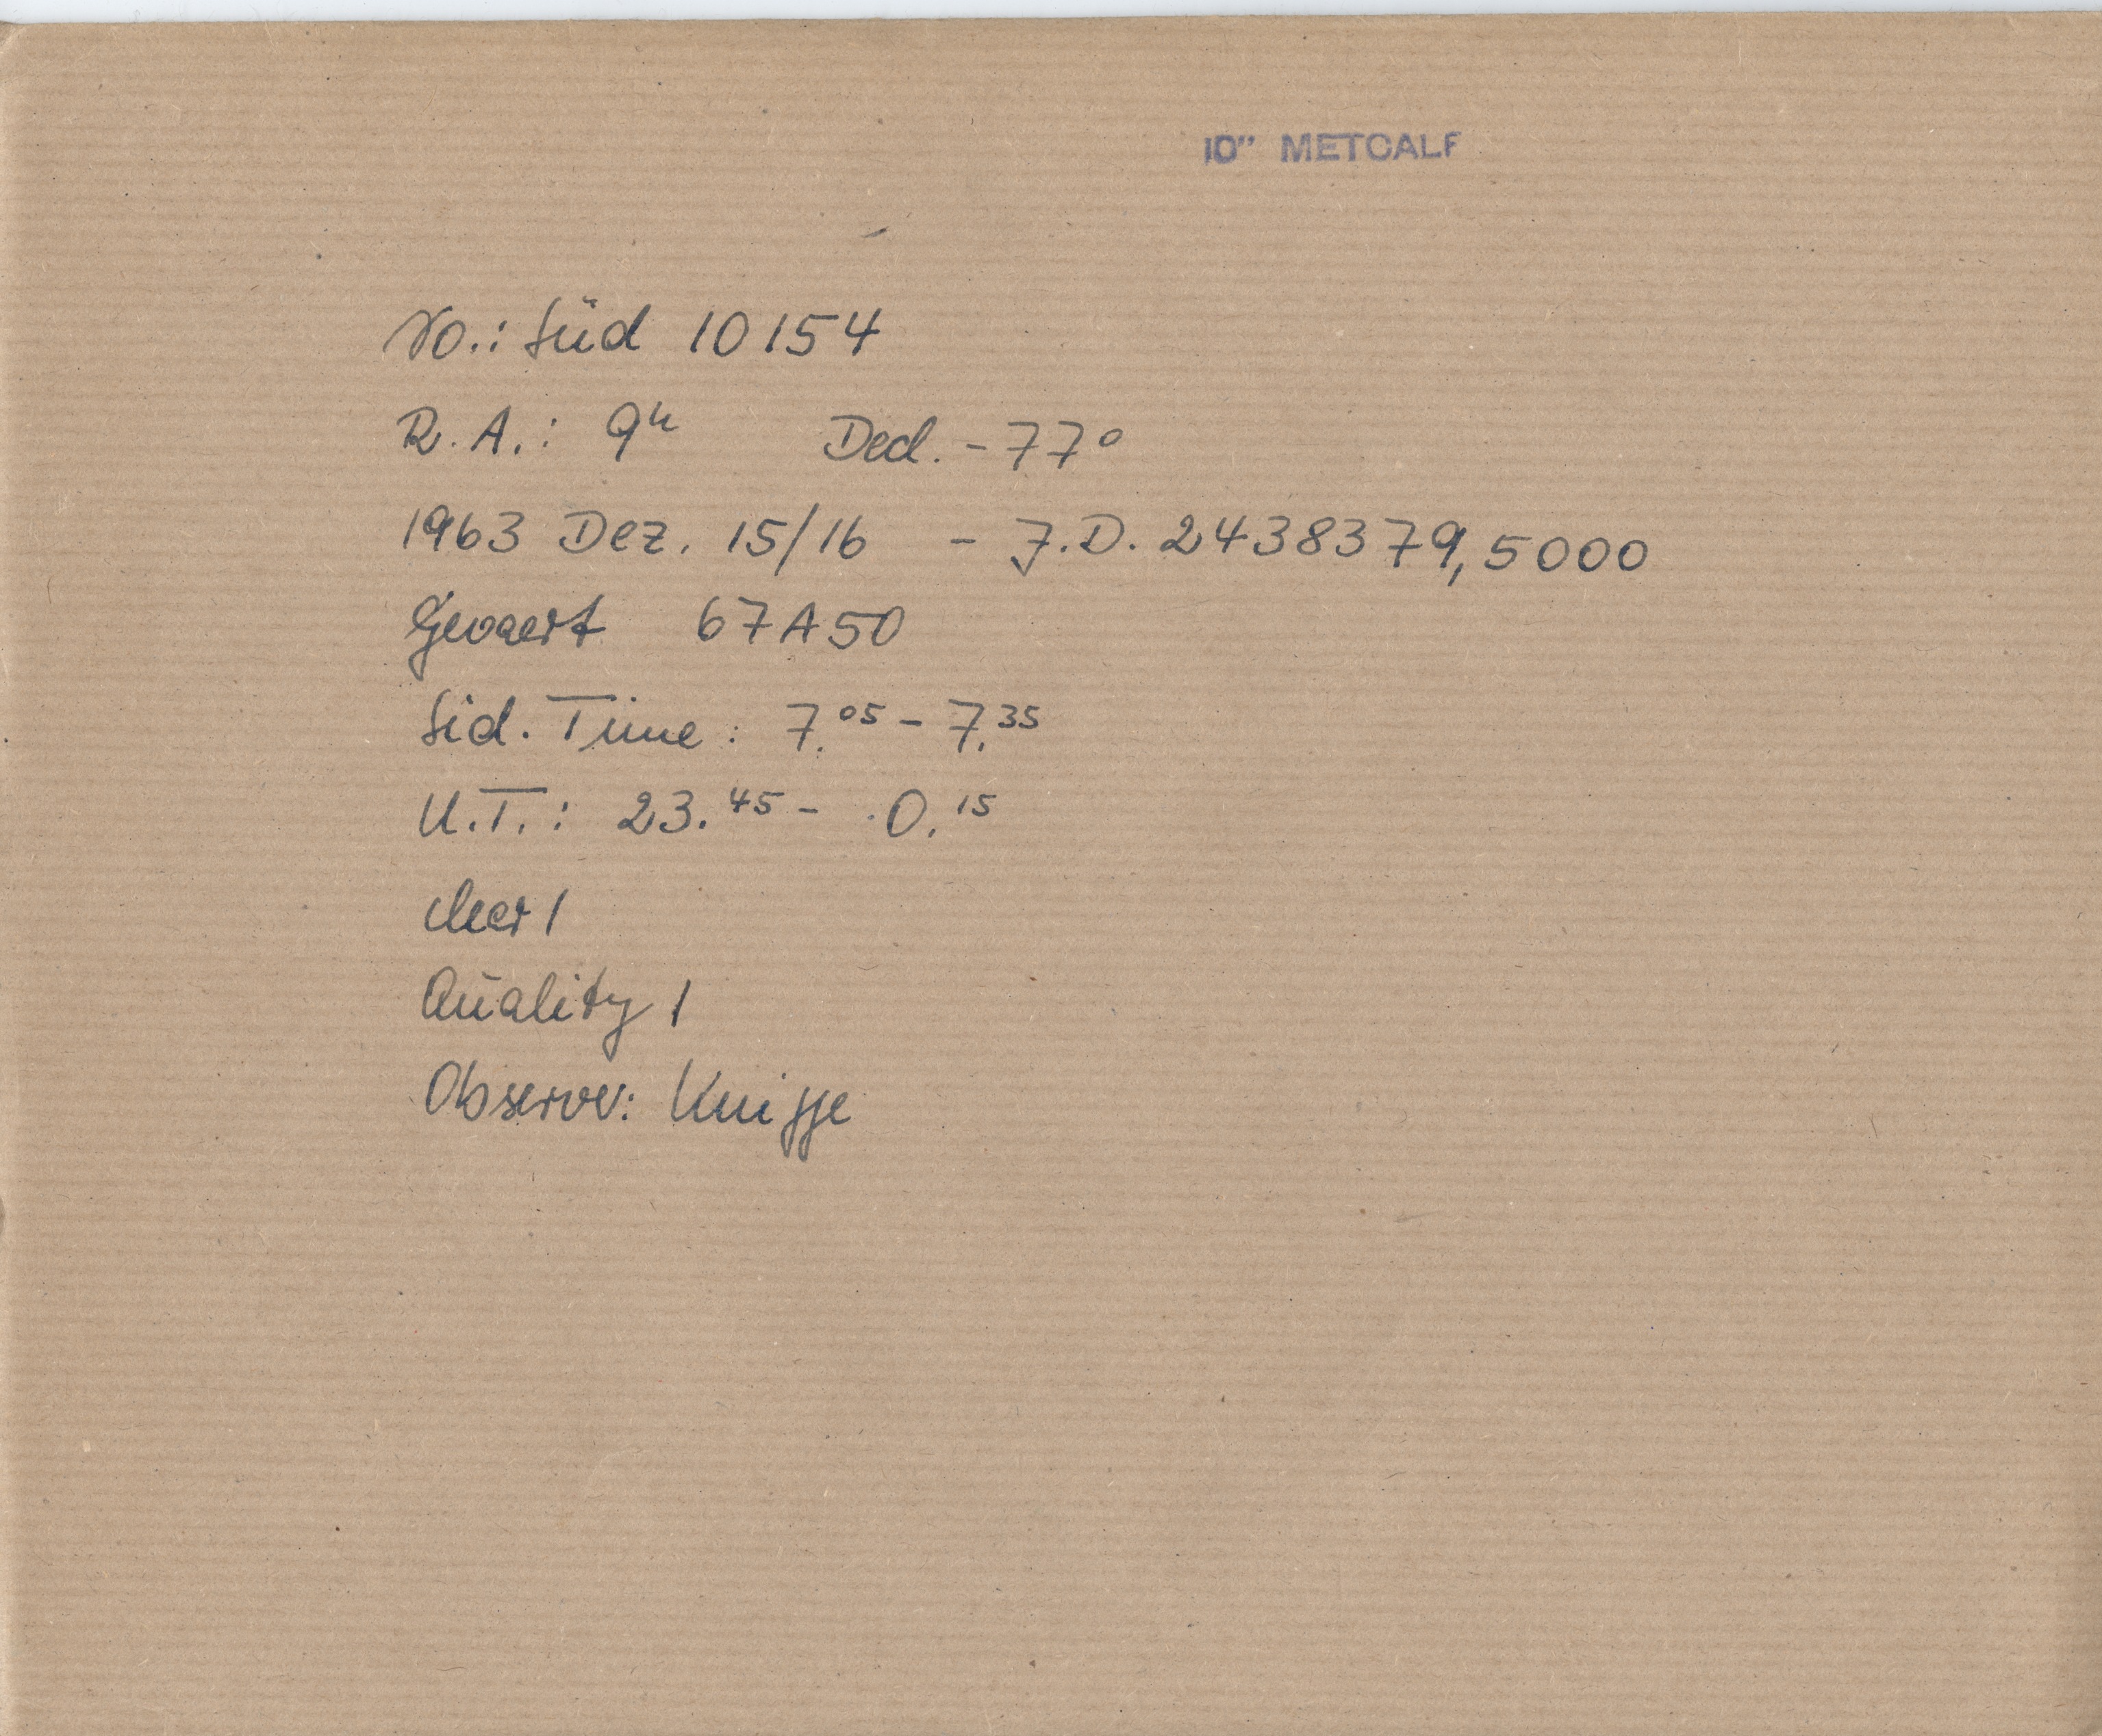 10" METCALF
No.: Süd 10154
R.A.: 9h Decl. -77°
1963 Dez. 15/16 - J.D. 2438379,5000
Gevaert 67A50
Sid. Time: 7.05 - 7.35
U.T.: 23.45 - 0.15
clear 1
Quality 1
Observer: Knigge